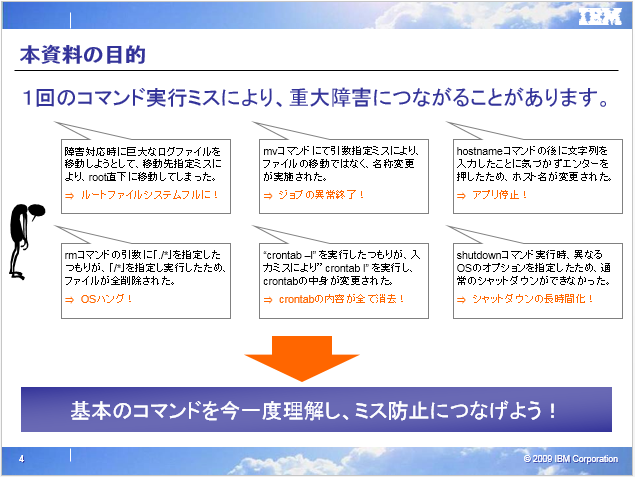 IBM
本資料の目的
１回のコマンド実行ミスにより、重大障害につながることがあります。
障害対応時に巨大なログファイルを
移動しようとして、移動先指定ミスに
より、root直下に移動してしまった。
⇒ ルートファイルシステムフルに！
mvコマンドにて引数指定ミスにより、
ファイルの移動ではなく、名称変更
が実施された。
⇒ ジョブの異常終了！
hostnameコマンドの後に文字列を
入力したことに気づかずエンターを
押したため、ホスト名が変更された。
⇒ アプリ停止！
rmコマンドの引数に「./*」を指定した
つもりが、「/*」を指定し実行したため、
ファイルが全削除された。
⇒ OSハング！
“crontab –l” を実行したつもりが、入
力ミスにより” crontab l” を実行し、
crontabの中身が変更された。
⇒ crontabの内容が全て消去！
shutdownコマンド実行時、異なる
OSのオプションを指定したため、通
常のシャットダウンができなかった。
⇒ シャットダウンの長時間化！
基本のコマンドを今一度理解し、ミス防止につなげよう！
4
© 2009 IBM Corporation